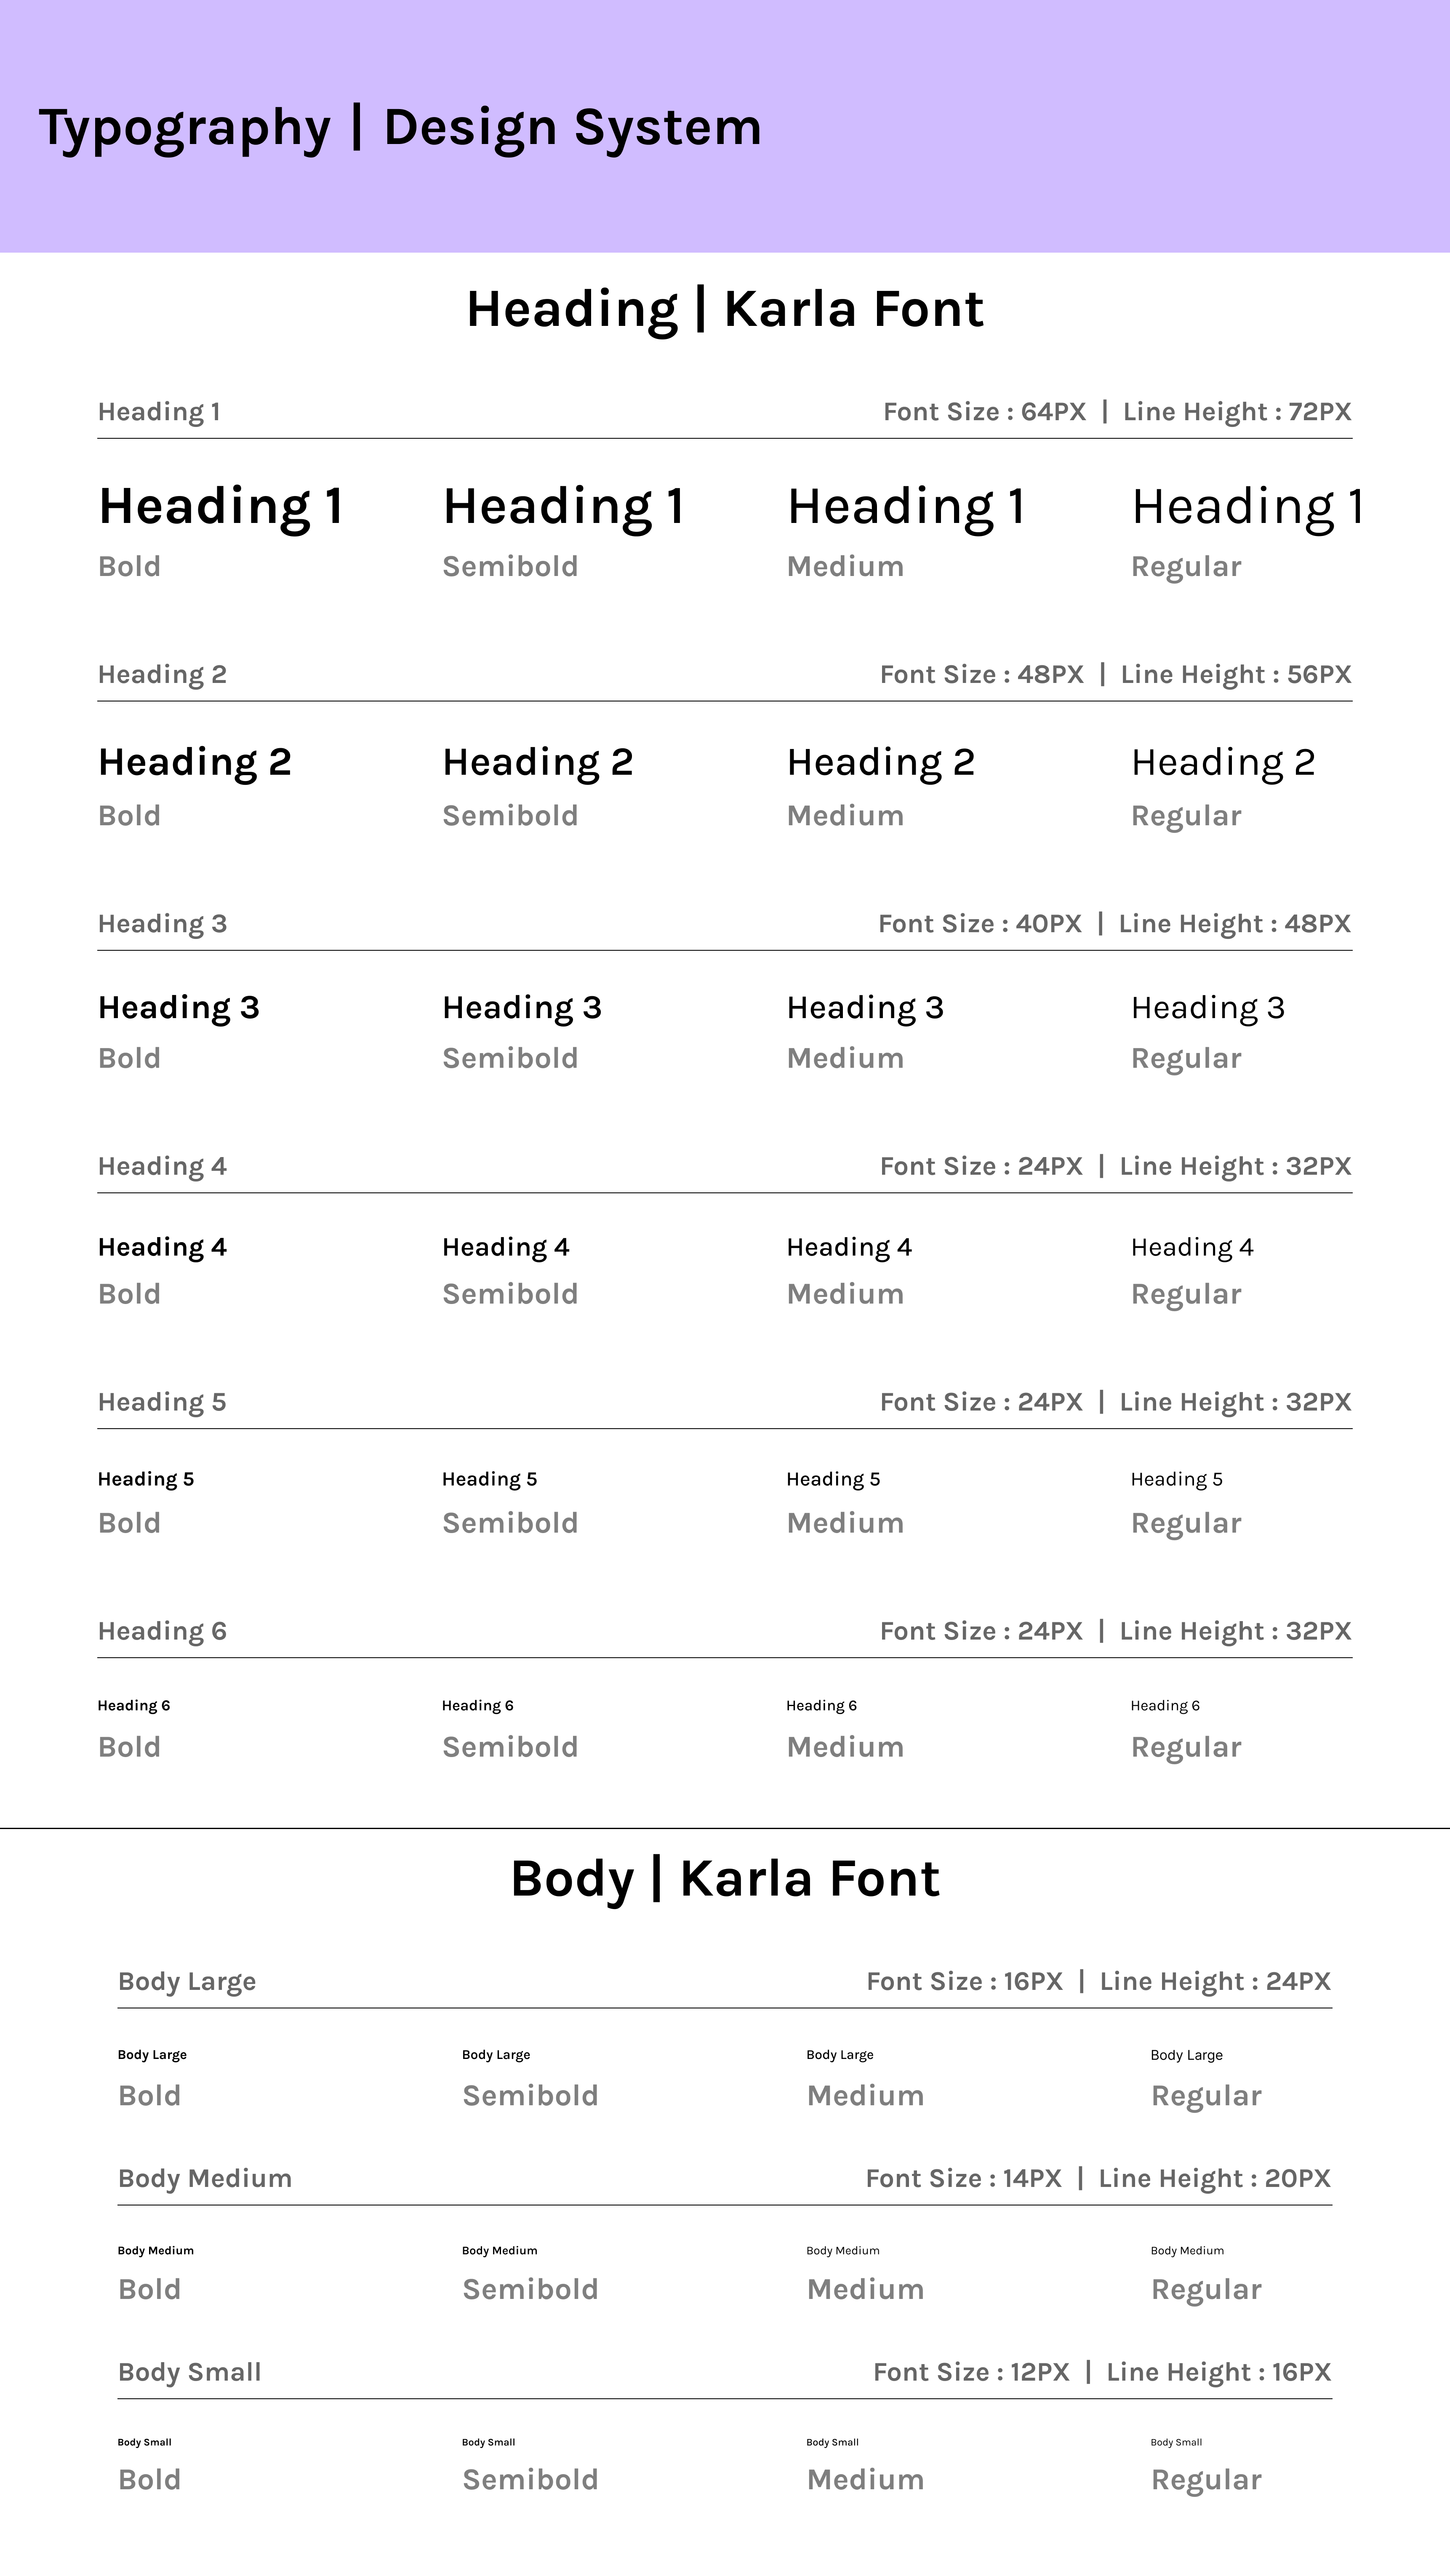 Typography | Design System
Heading | Karla Font
Heading 1 Font Size : 64PX | Line Height : 72PX
Heading 1 Heading 1 Heading 1 Heading 1
Bold Semibold Medium Regular
Heading 2 Font Size : 48PX | Line Height : 56PX
Heading 2 Heading 2 Heading 2 Heading 2
Bold Semibold Medium Regular
Heading 3 Font Size : 40PX | Line Height : 48PX
Heading 3 Heading 3 Heading 3 Heading 3
Bold Semibold Medium Regular
Heading 4 Font Size : 24PX | Line Height : 32PX
Heading 4 Heading 4 Heading 4 Heading 4
Bold Semibold Medium Regular
Heading 5 Font Size : 24PX | Line Height : 32PX
Heading 5 Heading 5 Heading 5 Heading 5
Bold Semibold Medium Regular
Heading 6 Font Size : 24PX | Line Height : 32PX
Heading 6 Heading 6 Heading 6 Heading 6
Bold Semibold Medium Regular
Body | Karla Font
Body Large Font Size : 16PX | Line Height : 24PX
Body Large Body Large Body Large Body Large
Bold Semibold Medium Regular
Body Medium Font Size : 14PX | Line Height : 20PX
Body Medium Body Medium Body Medium Body Medium
Bold Semibold Medium Regular
Body Small Font Size : 12PX | Line Height : 16PX
Body Small Body Small Body Small Body Small
Bold Semibold Medium Regular